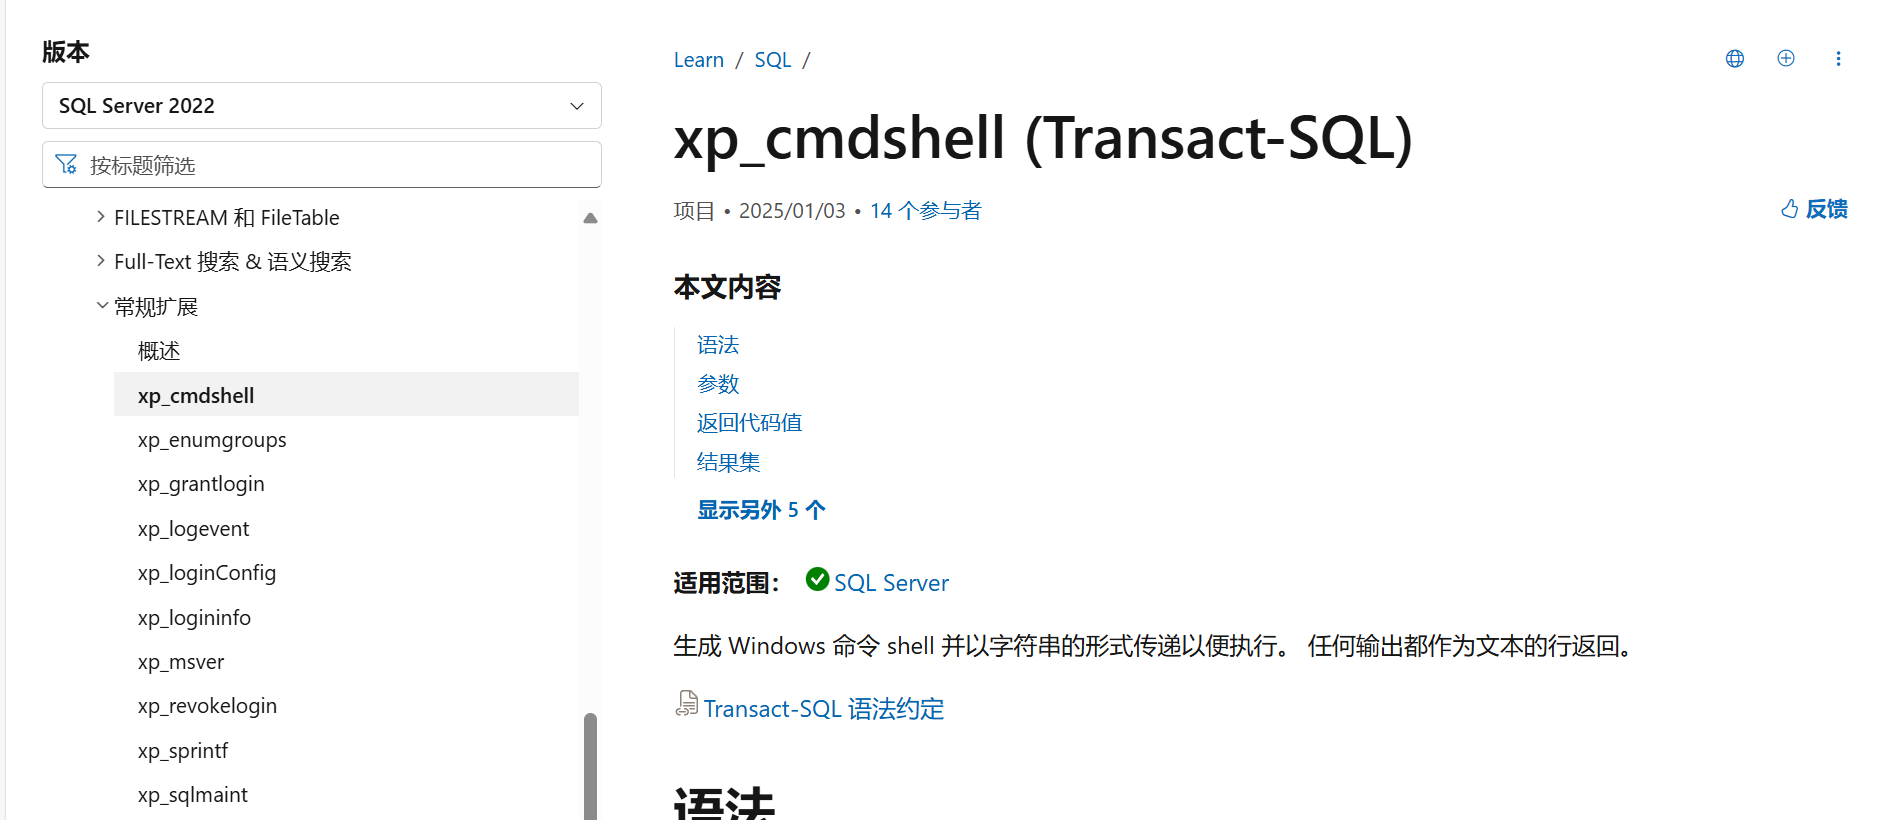 版本
SQL Server 2022
按标题筛选
FILESTREAM 和 FileTable
Full-Text 搜索 & 语义搜索
常规扩展
概述
xp_cmdshell
xp_enumgroups
xp_grantlogin
xp_logevent
xp_loginConfig
xp_logininfo
xp_msver
xp_revokelogin
xp_sprintf
xp_sqlmaint
Learn / SQL /
xp_cmdshell (Transact-SQL)
项目 • 2025/01/03 • 14 个参与者
反馈
本文内容
语法
参数
返回代码值
结果集
显示另外 5 个
适用范围： SQL Server
生成 Windows 命令 shell 并以字符串的形式传递以便执行。 任何输出都作为文本的行返回。
Transact-SQL 语法约定
语法